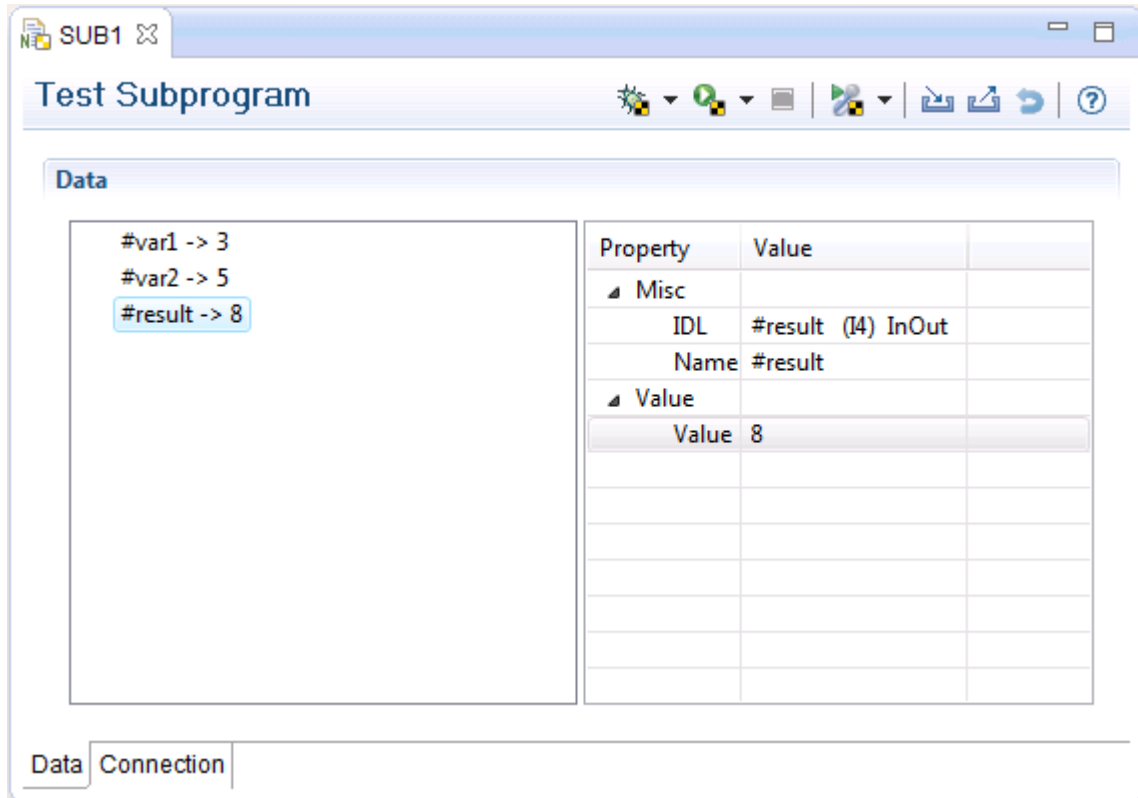 SUB1
Test Subprogram
Data
#var1 -> 3
#var2 -> 5
#result -> 8
Property Value
Misc
IDL #result (I4) InOut
Name #result
Value
Value 8
Data Connection